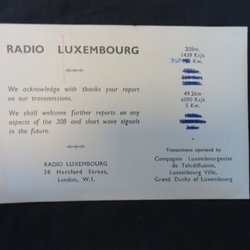 RADIO LUXEMBOURG
We acknowledge with thanks your report
on our transmissions.
We shall welcome further reports on any
aspects of the 208 and short wave signals
in the future.
RADIO LUXEMBOURG
38 Hertford Street,
London, W.1.
208m.
1439 Kc/s
Kw.
49.26m
6090 Kc/s
5 Kw.
Transmitters operated by
Compagnie Luxembourgeoise
de Telediffusion,
Luxembourg Ville,
Grand Duchy of Luxembourg